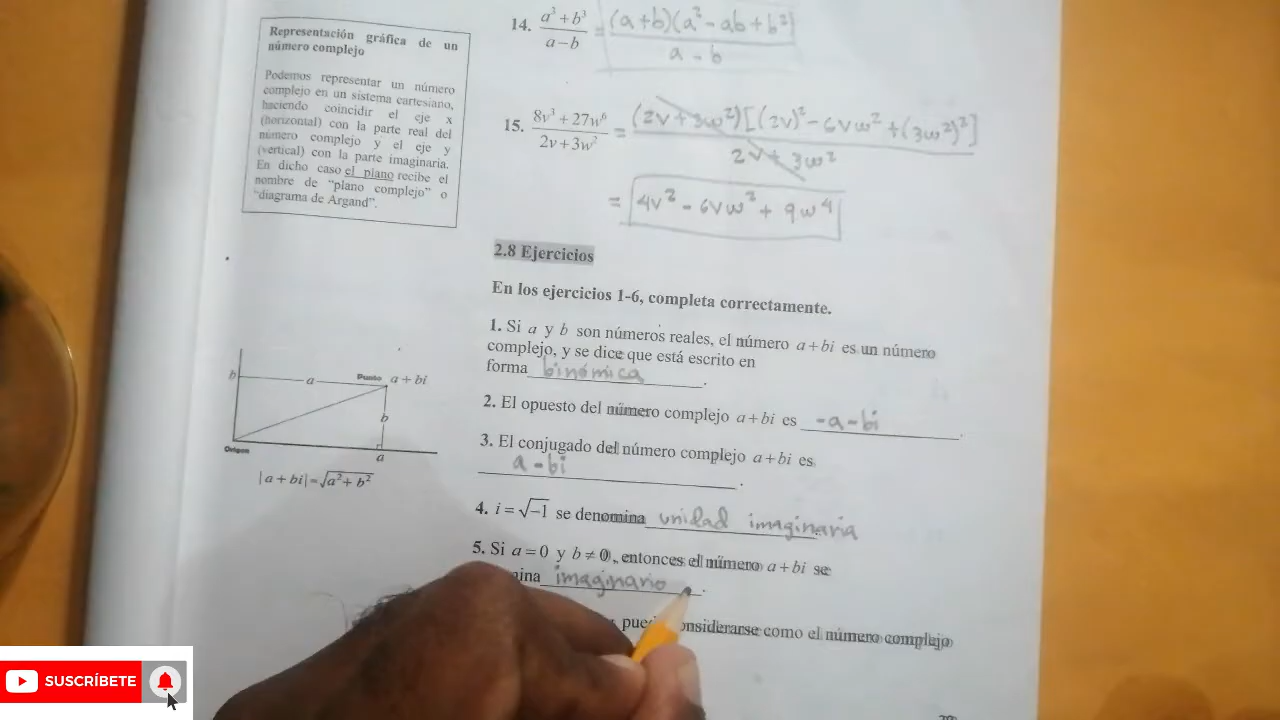 Representación gráfica de un
número complejo
Podemos representar un número
complejo en un sistema cartesiano,
haciendo coincidir el eje x
(horizontal) con la parte real del
número complejo y el eje y
(vertical) con la parte imaginaria.
En dicho caso el plano recibe el
nombre de "plano complejo" o
"diagrama de Argand".
b a Punto a + bi
b
Origen a
|a + bi| = √a² + b²
14. a³ + b³ / a − b = (a + b)(a² − ab + b²) / a − b
15. 8v³ + 27w⁶ / 2v + 3w² = (2v + 3w²)[(2v)² − 6vw² + (3w²)²] / 2v + 3w²
= 4v² − 6vw² + 9w⁴
2.8 Ejercicios
En los ejercicios 1-6, completa correctamente.
1. Si a y b son números reales, el número a + bi es un número
complejo, y se dice que está escrito en
forma binómica.
2. El opuesto del número complejo a + bi es −a − bi.
3. El conjugado del número complejo a + bi es
a − bi.
4. i = √−1 se denomina unidad imaginaria
5. Si a = 0 y b ≠ 0, entonces el número a + bi se
imaginario.
considerarse como el número complejo
SUSCRÍBETE